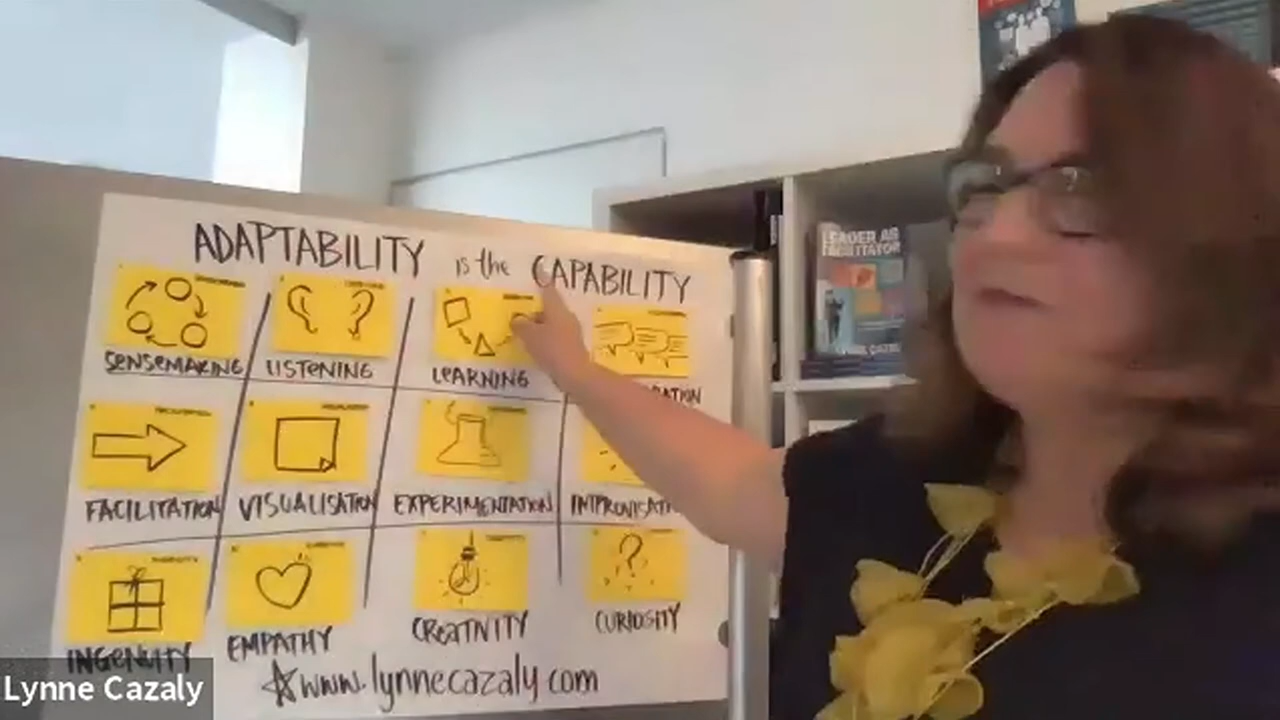 ADAPTABILITY is the CAPABILITY
SENSEMAKING LISTENING LEARNING
FACILITATION VISUALISATION EXPERIMENTATION
INGENUITY EMPATHY CREATIVITY CURIOSITY
www.lynnecazaly.com
LEADER AS
FACILITATOR
Lynne Cazaly